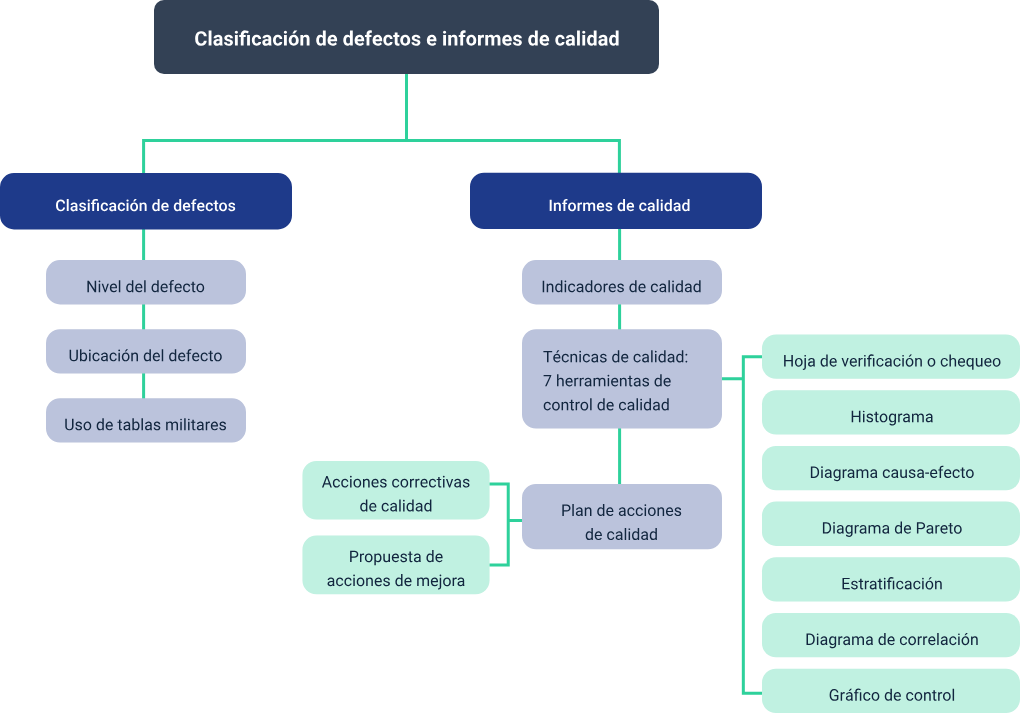 Clasificación de defectos e informes de calidad
Clasificación de defectos
Nivel del defecto
Ubicación del defecto
Uso de tablas militares
Informes de calidad
Indicadores de calidad
Técnicas de calidad:
7 herramientas de
control de calidad
Hoja de verificación o chequeo
Histograma
Diagrama causa-efecto
Diagrama de Pareto
Estratificación
Diagrama de correlación
Gráfico de control
Plan de acciones
de calidad
Acciones correctivas
de calidad
Propuesta de
acciones de mejora